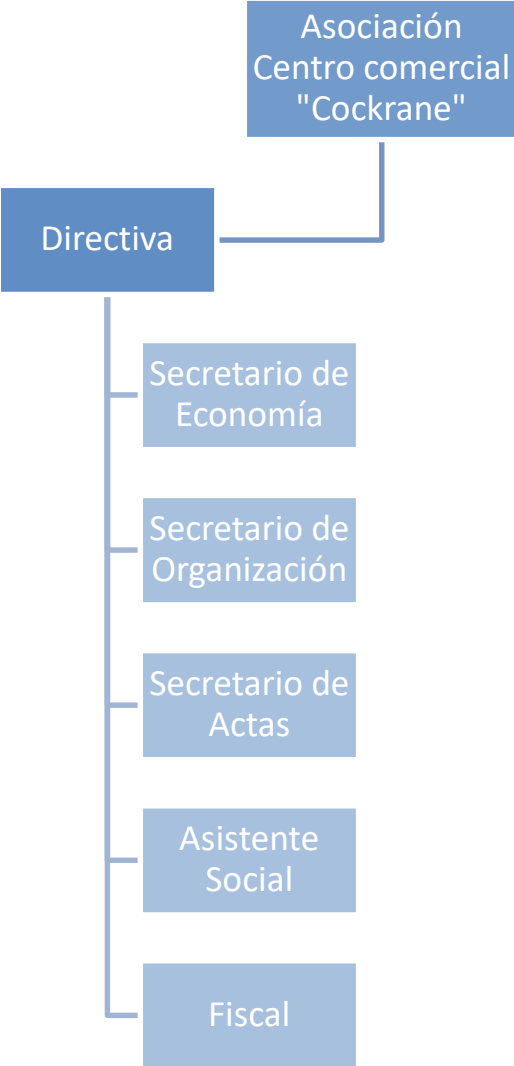 Asociación
Centro comercial
"Cockrane"
Directiva
Secretario de
Economía
Secretario de
Organización
Secretario de
Actas
Asistente
Social
Fiscal